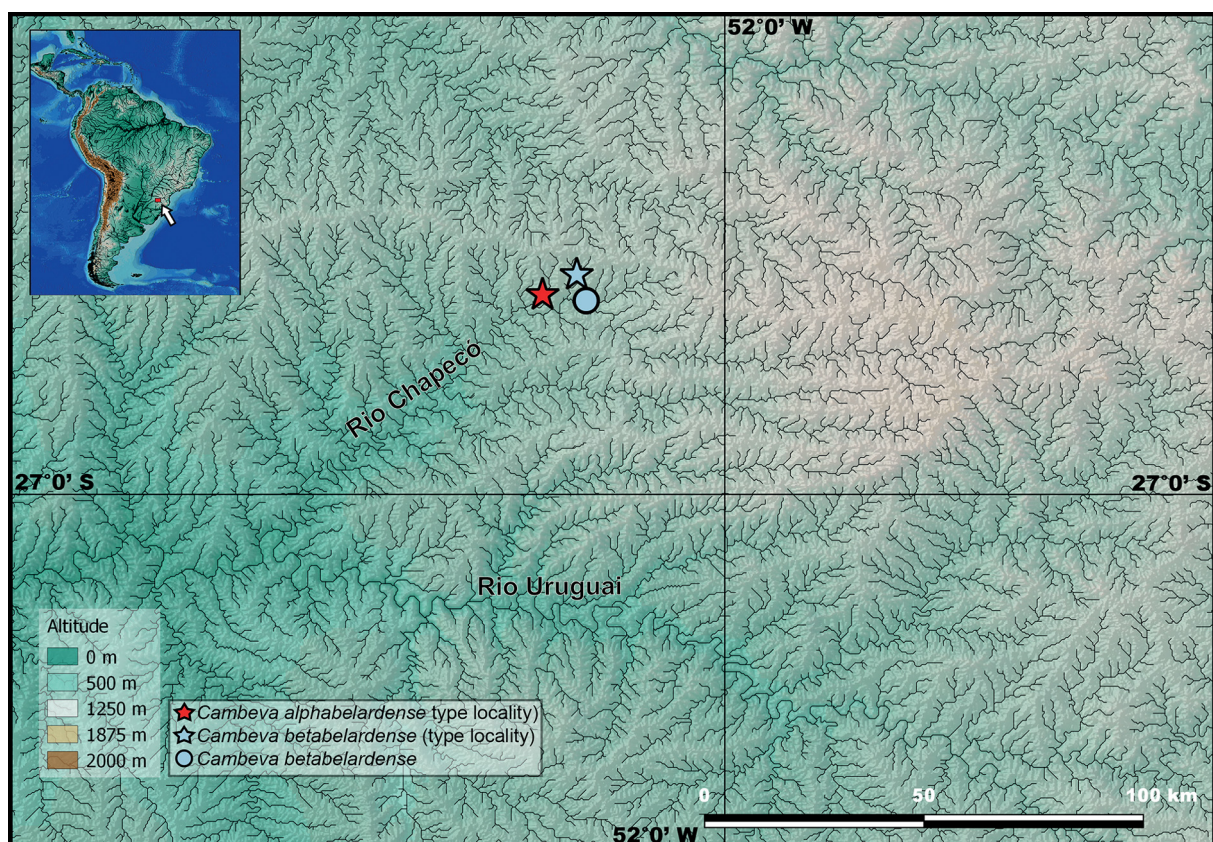 52°0' W
Rio Chapecó
27°0' S
27°0' S
Rio Uruguai
Altitude
0 m
500 m
1250 m
1875 m
2000 m
Cambeva alphabelardense type locality)
Cambeva betabelardense (type locality)
Cambeva betabelardense
0 50 100 km
52°0' W